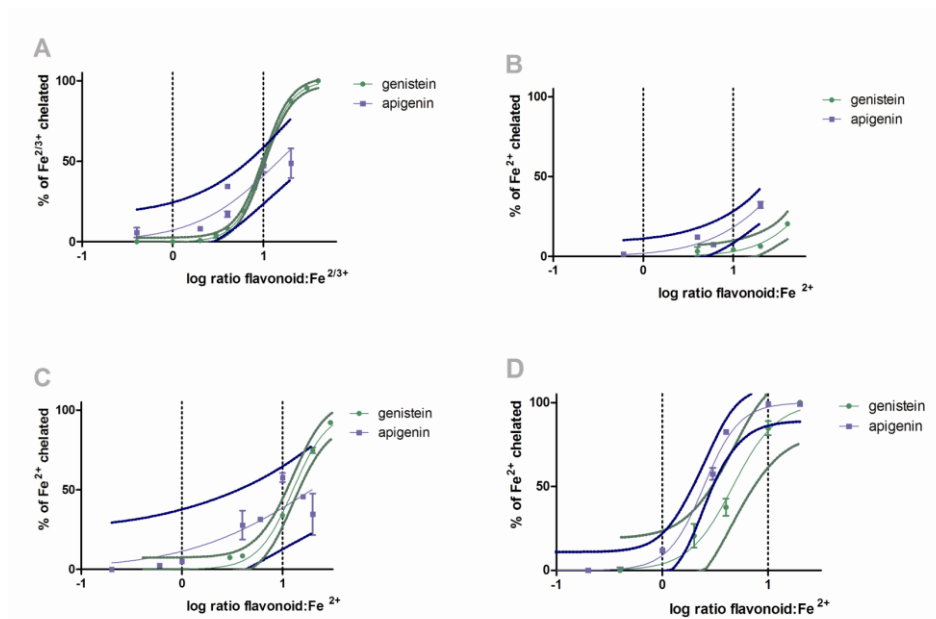 A
% of Fe2/3+ chelated
100
50
0
-1
0
1
log ratio flavonoid:Fe2/3+
genistein
apigenin
B
% of Fe2+ chelated
100
50
0
-1
0
1
log ratio flavonoid:Fe 2+
genistein
apigenin
C
% of Fe2+ chelated
100
50
0
-1
0
1
log ratio flavonoid:Fe 2+
genistein
apigenin
D
% of Fe2+ chelated
100
50
0
-1
0
1
log ratio flavonoid:Fe 2+
genistein
apigenin